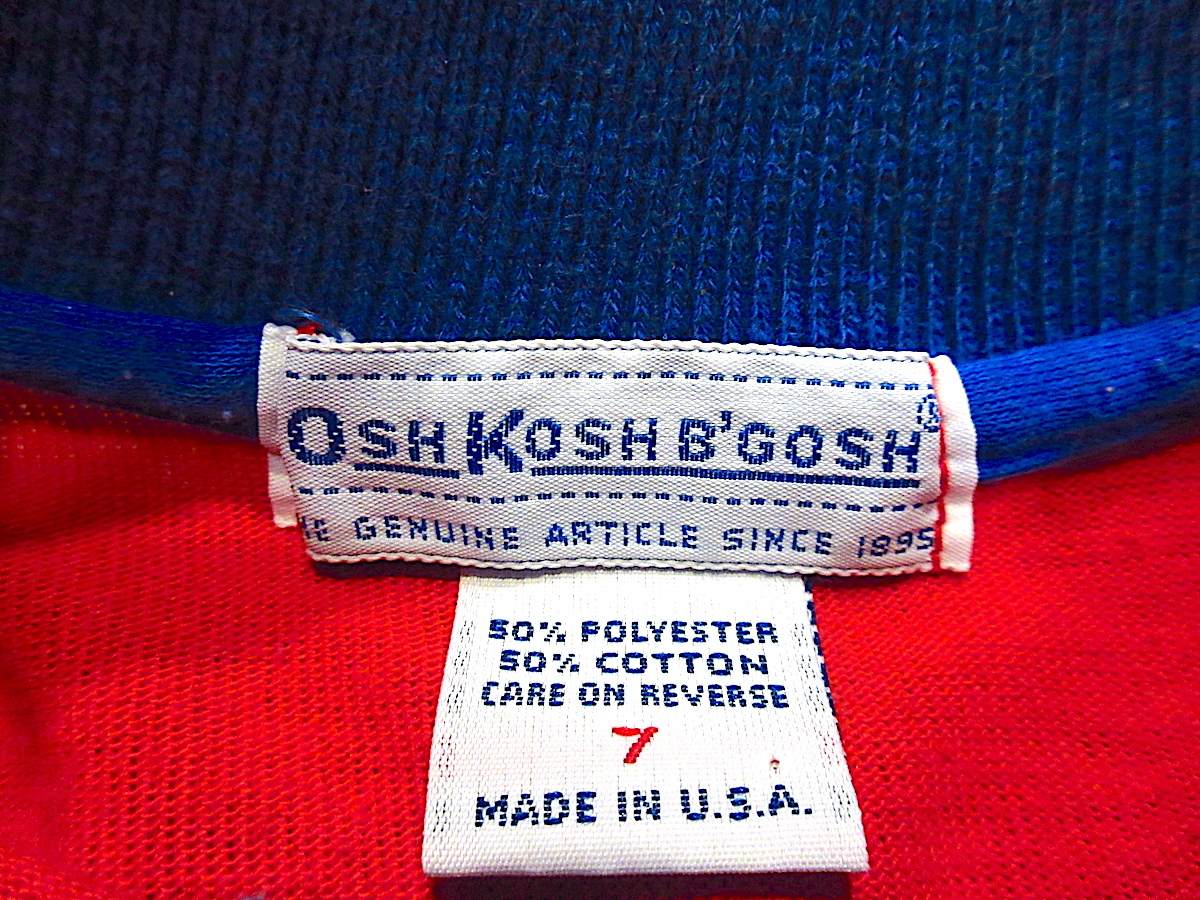 OSHKOSH B'GOSH®
GENUINE ARTICLE SINCE 1895
50% POLYESTER
50% COTTON
CARE ON REVERSE
7
MADE IN U.S.A.